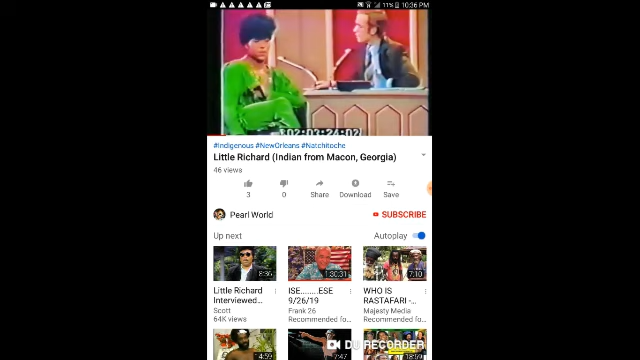 11% 10:36 PM
02:03:24:02
#Indigenous #NewOrleans #Natchitoche
Little Richard (Indian from Macon, Georgia)
46 views
3 0 Share Download Save
Pearl World SUBSCRIBE
Up next Autoplay
8:36 1:30:31 7:10
Little Richard Interviewed...
Scott
64K views
ISE........ESE 9/26/19
Frank 26
Recommended fo...
WHO IS RASTAFARI -...
Majesty Media
Recommended fo...
4:59 7:47 18:59
DU RECORDER